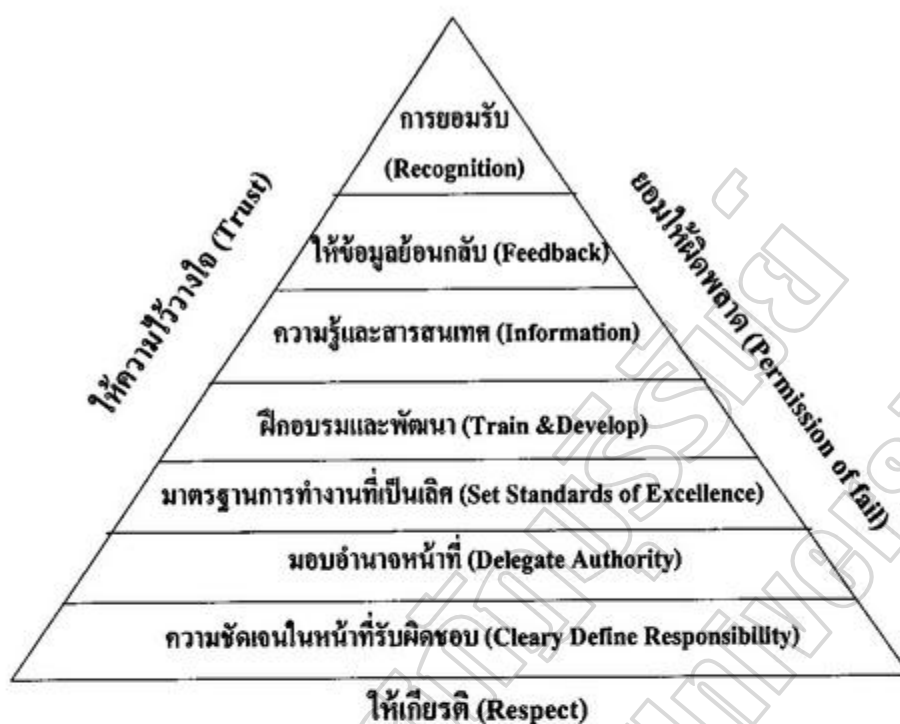 การยอมรับ
(Recognition)
ให้ข้อมูลย้อนกลับ (Feedback)
ความรู้และสารสนเทศ (Information)
ฝึกอบรมและพัฒนา (Train &Develop)
มาตรฐานการทำงานที่เป็นเลิศ (Set Standards of Excellence)
มอบอำนาจหน้าที่ (Delegate Authority)
ความชัดเจนในหน้าที่รับผิดชอบ (Cleary Define Responsibility)
ให้ความไว้วางใจ (Trust)
ยอมให้ผิดพลาด (Permission of fail)
ให้เกียรติ (Respect)